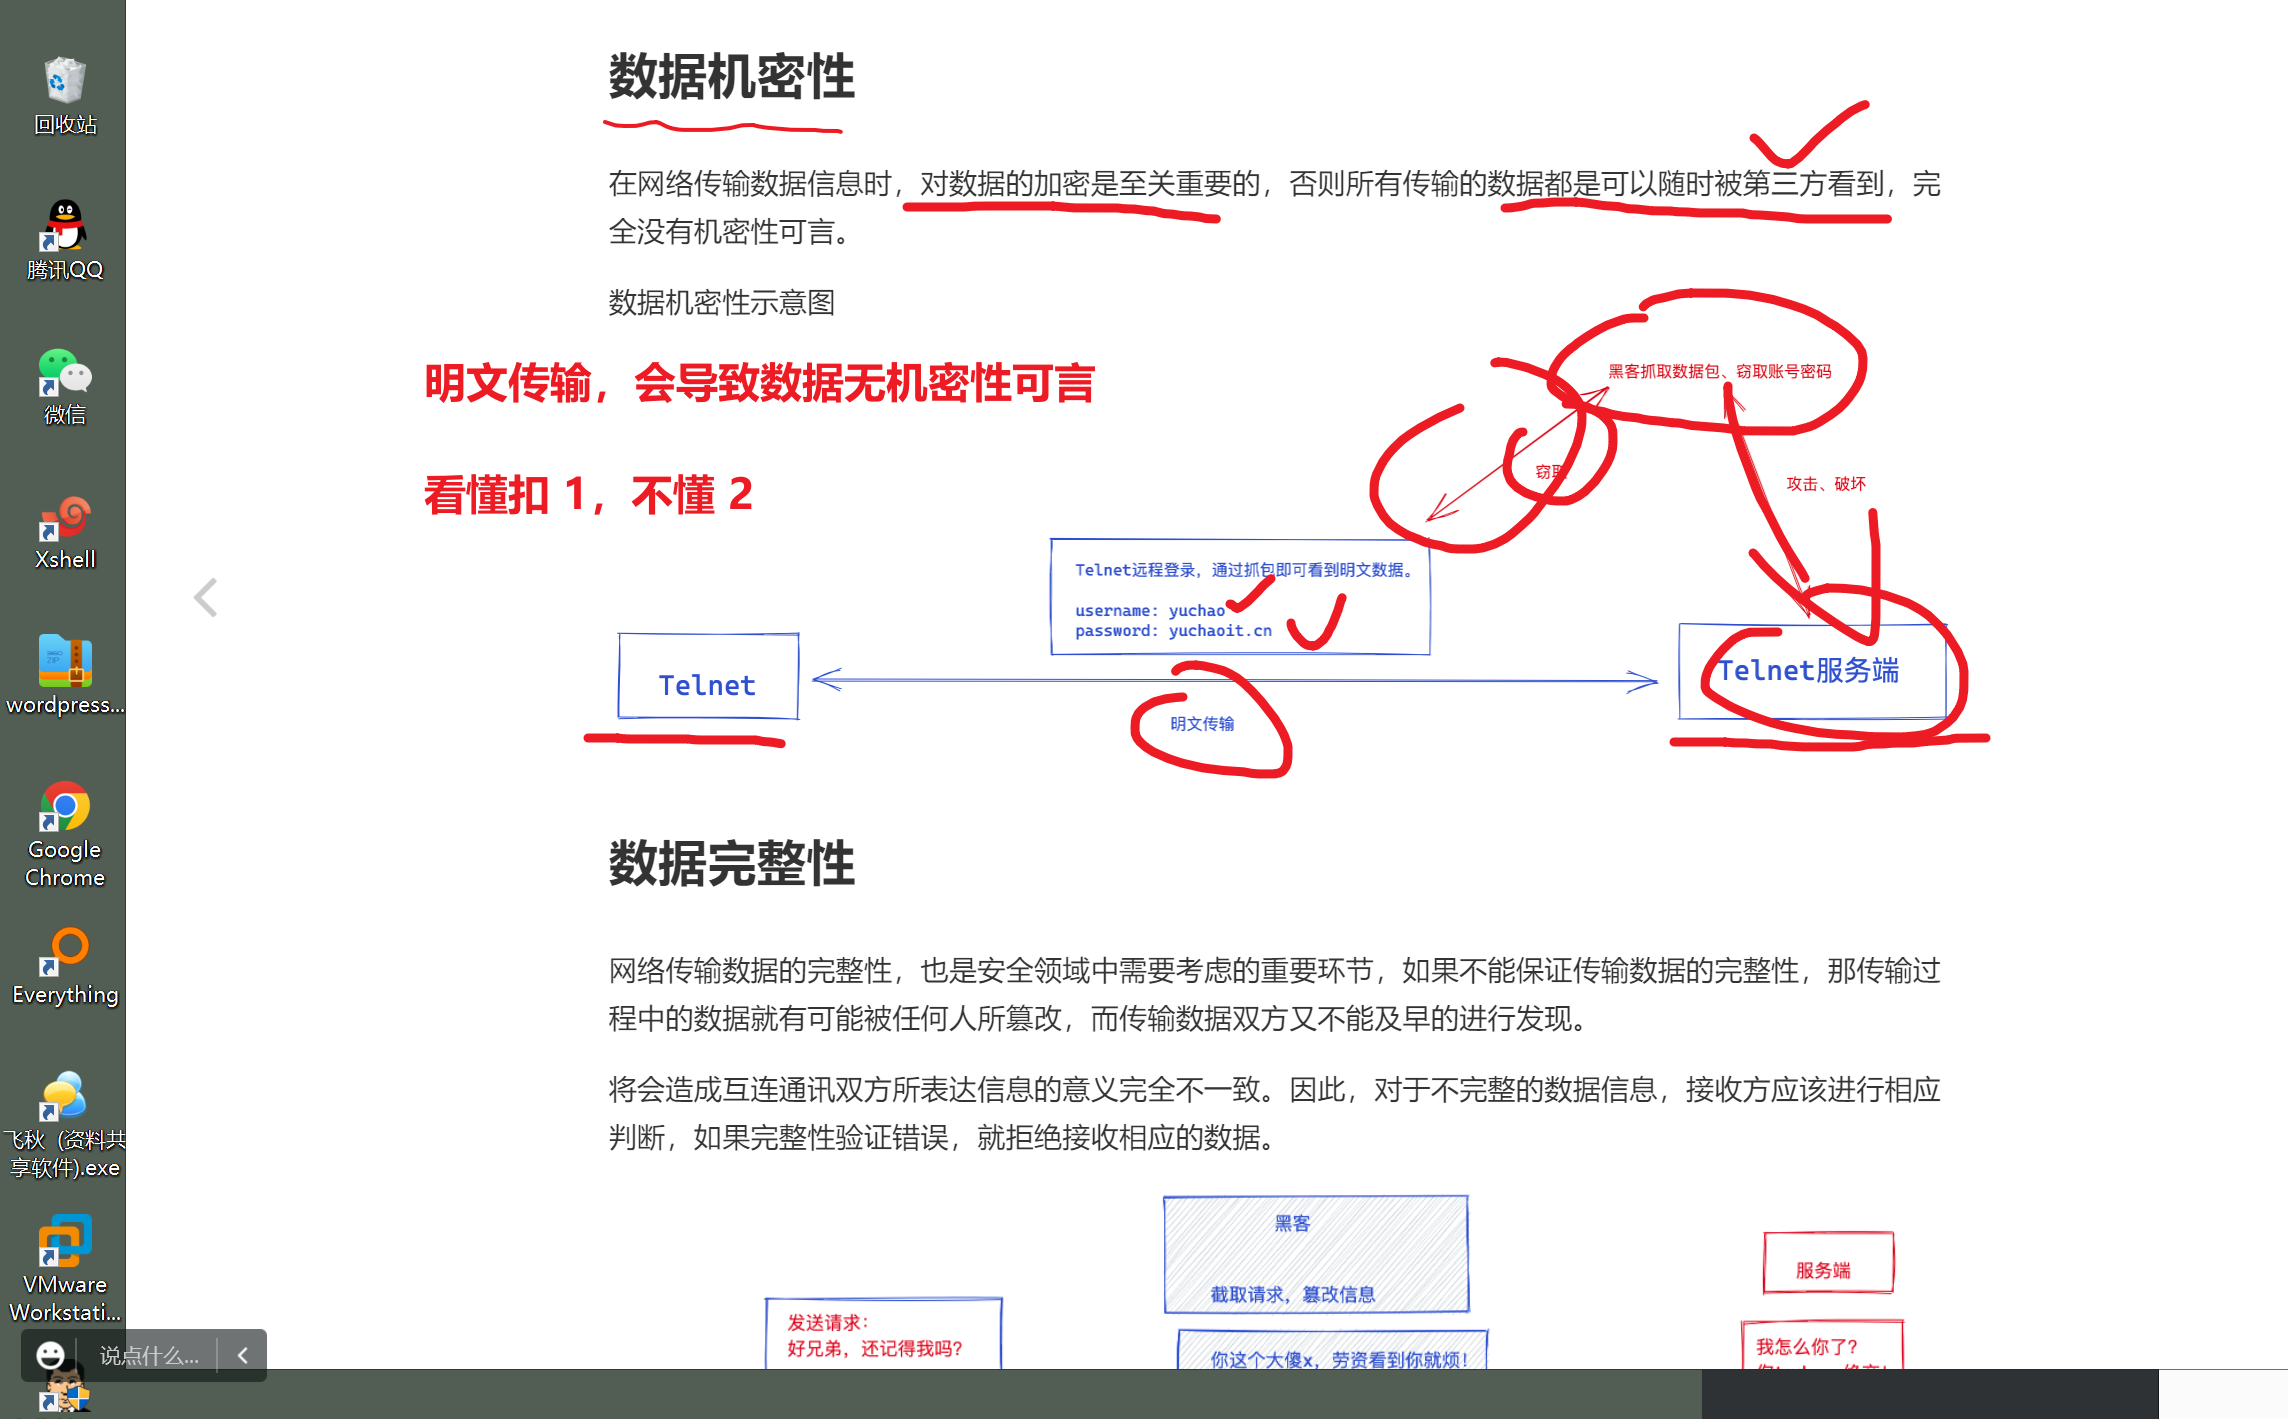 回收站
腾讯QQ
微信
Xshell
wordpress...
Google
Chrome
Everything
飞秋（资料共
享软件).exe
VMware
Workstati...
说点什么...
数据机密性
在网络传输数据信息时，对数据的加密是至关重要的，否则所有传输的数据都是可以随时被第三方看到，完
全没有机密性可言。
数据机密性示意图
明文传输，会导致数据无机密性可言
看懂扣 1，不懂 2
黑客抓取数据包、窃取账号密码
窃取
攻击、破坏
Telnet远程登录，通过抓包即可看到明文数据。
username: yuchao
password: yuchaoit.cn
Telnet
明文传输
Telnet服务端
数据完整性
网络传输数据的完整性，也是安全领域中需要考虑的重要环节，如果不能保证传输数据的完整性，那传输过
程中的数据就有可能被任何人所篡改，而传输数据双方又不能及早的进行发现。
将会造成互连通讯双方所表达信息的意义完全不一致。因此，对于不完整的数据信息，接收方应该进行相应
判断，如果完整性验证错误，就拒绝接收相应的数据。
黑客
截取请求，篡改信息
服务端
发送请求：
好兄弟，还记得我吗？
你这个大傻x，劳资看到你就烦！
我怎么你了？